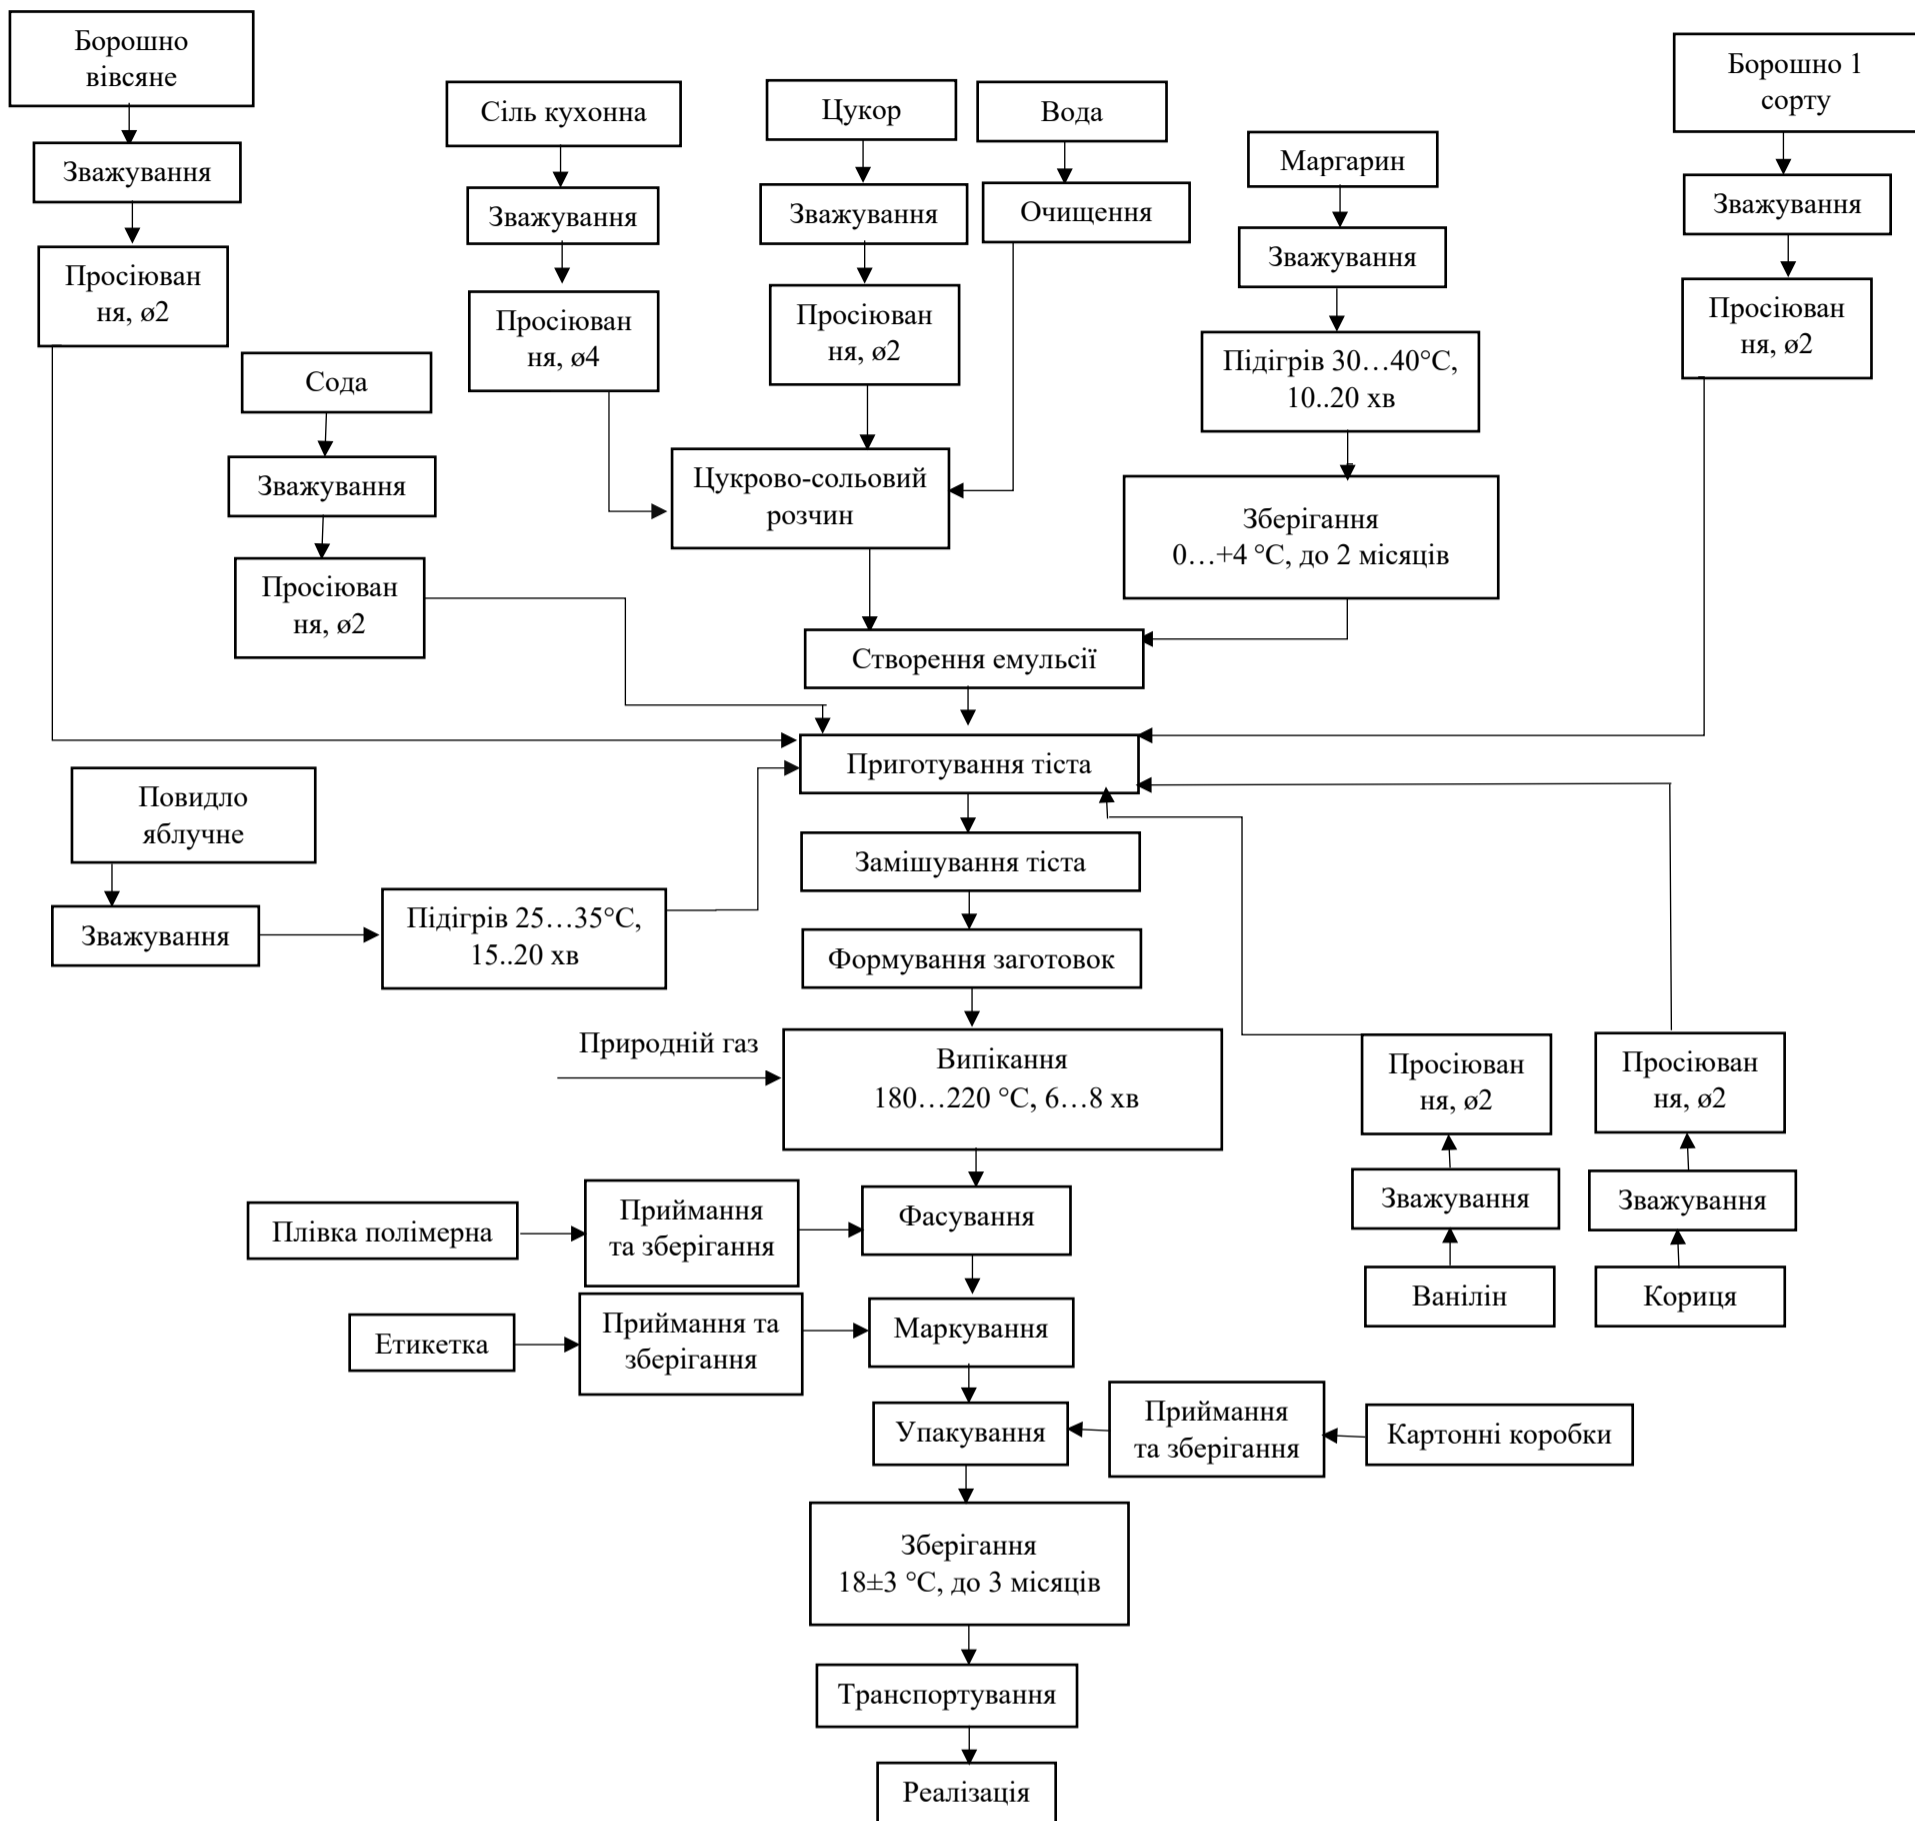 Борошно
вівсяне
Зважування
Просіюван
ня, ø2
Сода
Зважування
Просіюван
ня, ø2
Сіль кухонна
Зважування
Просіюван
ня, ø4
Цукор
Зважування
Просіюван
ня, ø2
Вода
Очищення
Цукрово-сольовий
розчин
Маргарин
Зважування
Підігрів 30…40°С,
10..20 хв
Зберігання
0…+4 °С, до 2 місяців
Борошно 1
сорту
Зважування
Просіюван
ня, ø2
Створення емульсії
Приготування тіста
Повидло
яблучне
Зважування
Підігрів 25…35°С,
15..20 хв
Замішування тіста
Формування заготовок
Природній газ
Випікання
180…220 °С, 6…8 хв
Просіюван
ня, ø2
Зважування
Ванілін
Просіюван
ня, ø2
Зважування
Кориця
Плівка полімерна
Приймання
та зберігання
Фасування
Етикетка
Приймання та
зберігання
Маркування
Упакування
Приймання
та зберігання
Картонні коробки
Зберігання
18±3 °С, до 3 місяців
Транспортування
Реалізація